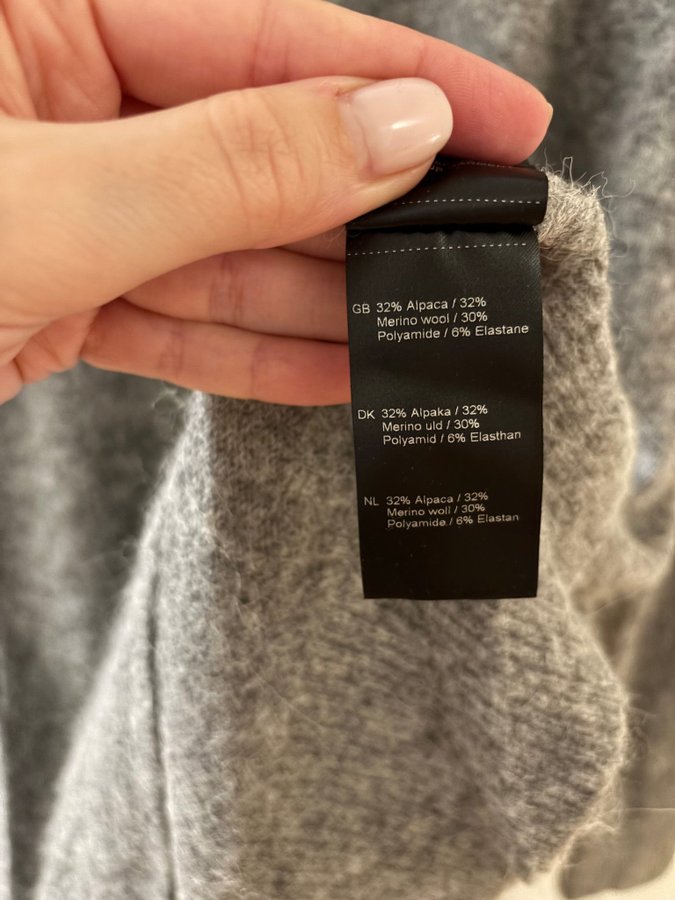 GB 32% Alpaca / 32%
Merino wool / 30%
Polyamide / 6% Elastane
DK 32% Alpaka / 32%
Merino uld / 30%
Polyamid / 6% Elasthan
NL 32% Alpaca / 32%
Merino woll / 30%
Polyamide / 6% Elastan